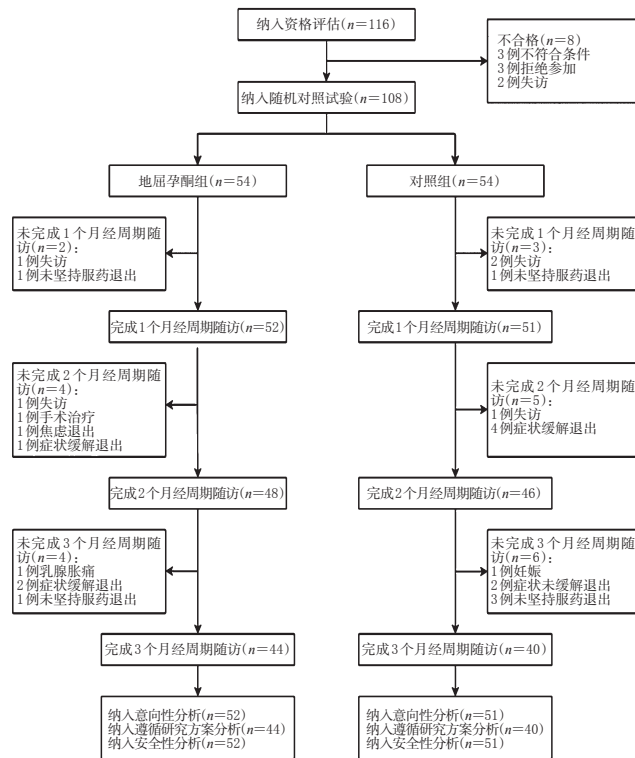 纳入资格评估(n=116)
不合格(n=8)
3例不符合条件
3例拒绝参加
2例失访
纳入随机对照试验(n=108)
地屈孕酮组(n=54)
对照组(n=54)
未完成1个月经周期随
访(n=2)：
1例失访
1例未坚持服药退出
未完成1个月经周期随
访(n=3)：
2例失访
1例未坚持服药退出
完成1个月经周期随访(n=52)
完成1个月经周期随访(n=51)
未完成2个月经周期随
访(n=4)：
1例失访
1例手术治疗
1例焦虑退出
1例症状缓解退出
未完成2个月经周期随
访(n=5)：
1例失访
4例症状缓解退出
完成2个月经周期随访(n=48)
完成2个月经周期随访(n=46)
未完成3个月经周期随
访(n=4)：
1例乳腺胀痛
2例症状缓解退出
1例未坚持服药退出
未完成3个月经周期随
访(n=6)：
1例妊娠
2例症状未缓解退出
3例未坚持服药退出
完成3个月经周期随访(n=44)
完成3个月经周期随访(n=40)
纳入意向性分析(n=52)
纳入遵循研究方案分析(n=44)
纳入安全性分析(n=52)
纳入意向性分析(n=51)
纳入遵循研究方案分析(n=40)
纳入安全性分析(n=51)